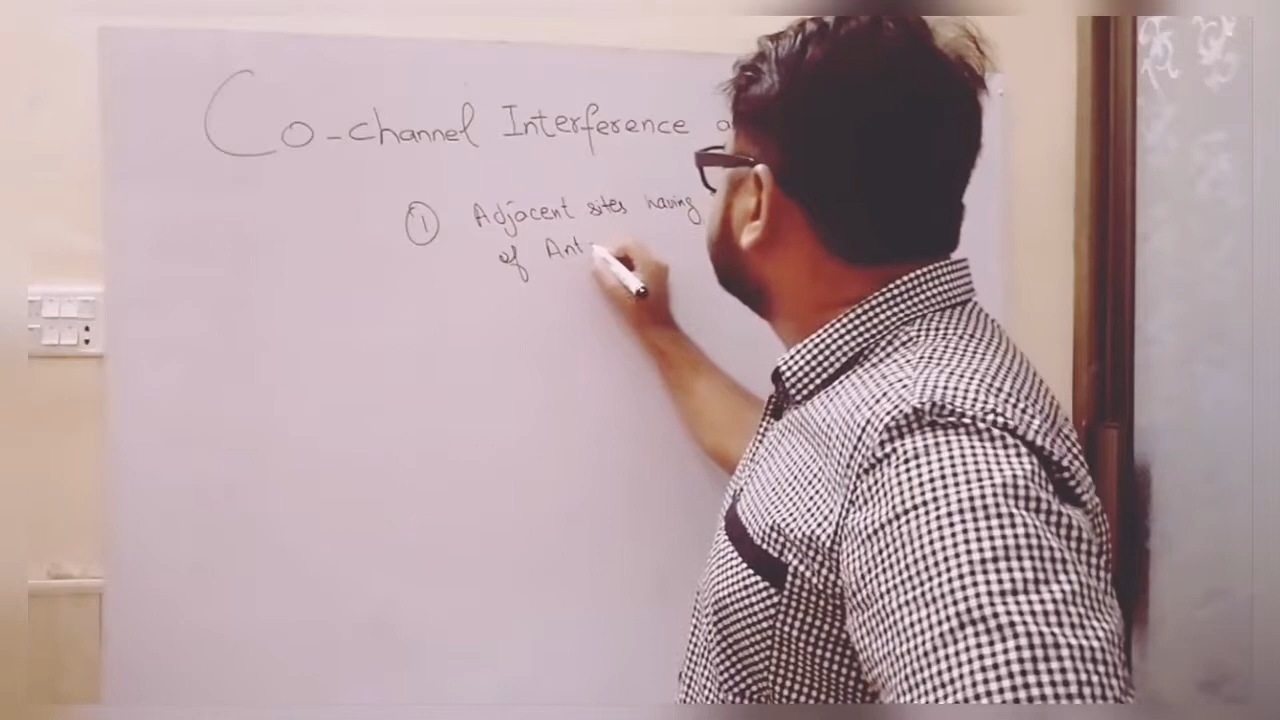 Co-channel Interference
① Adjacent sites having
of Ant